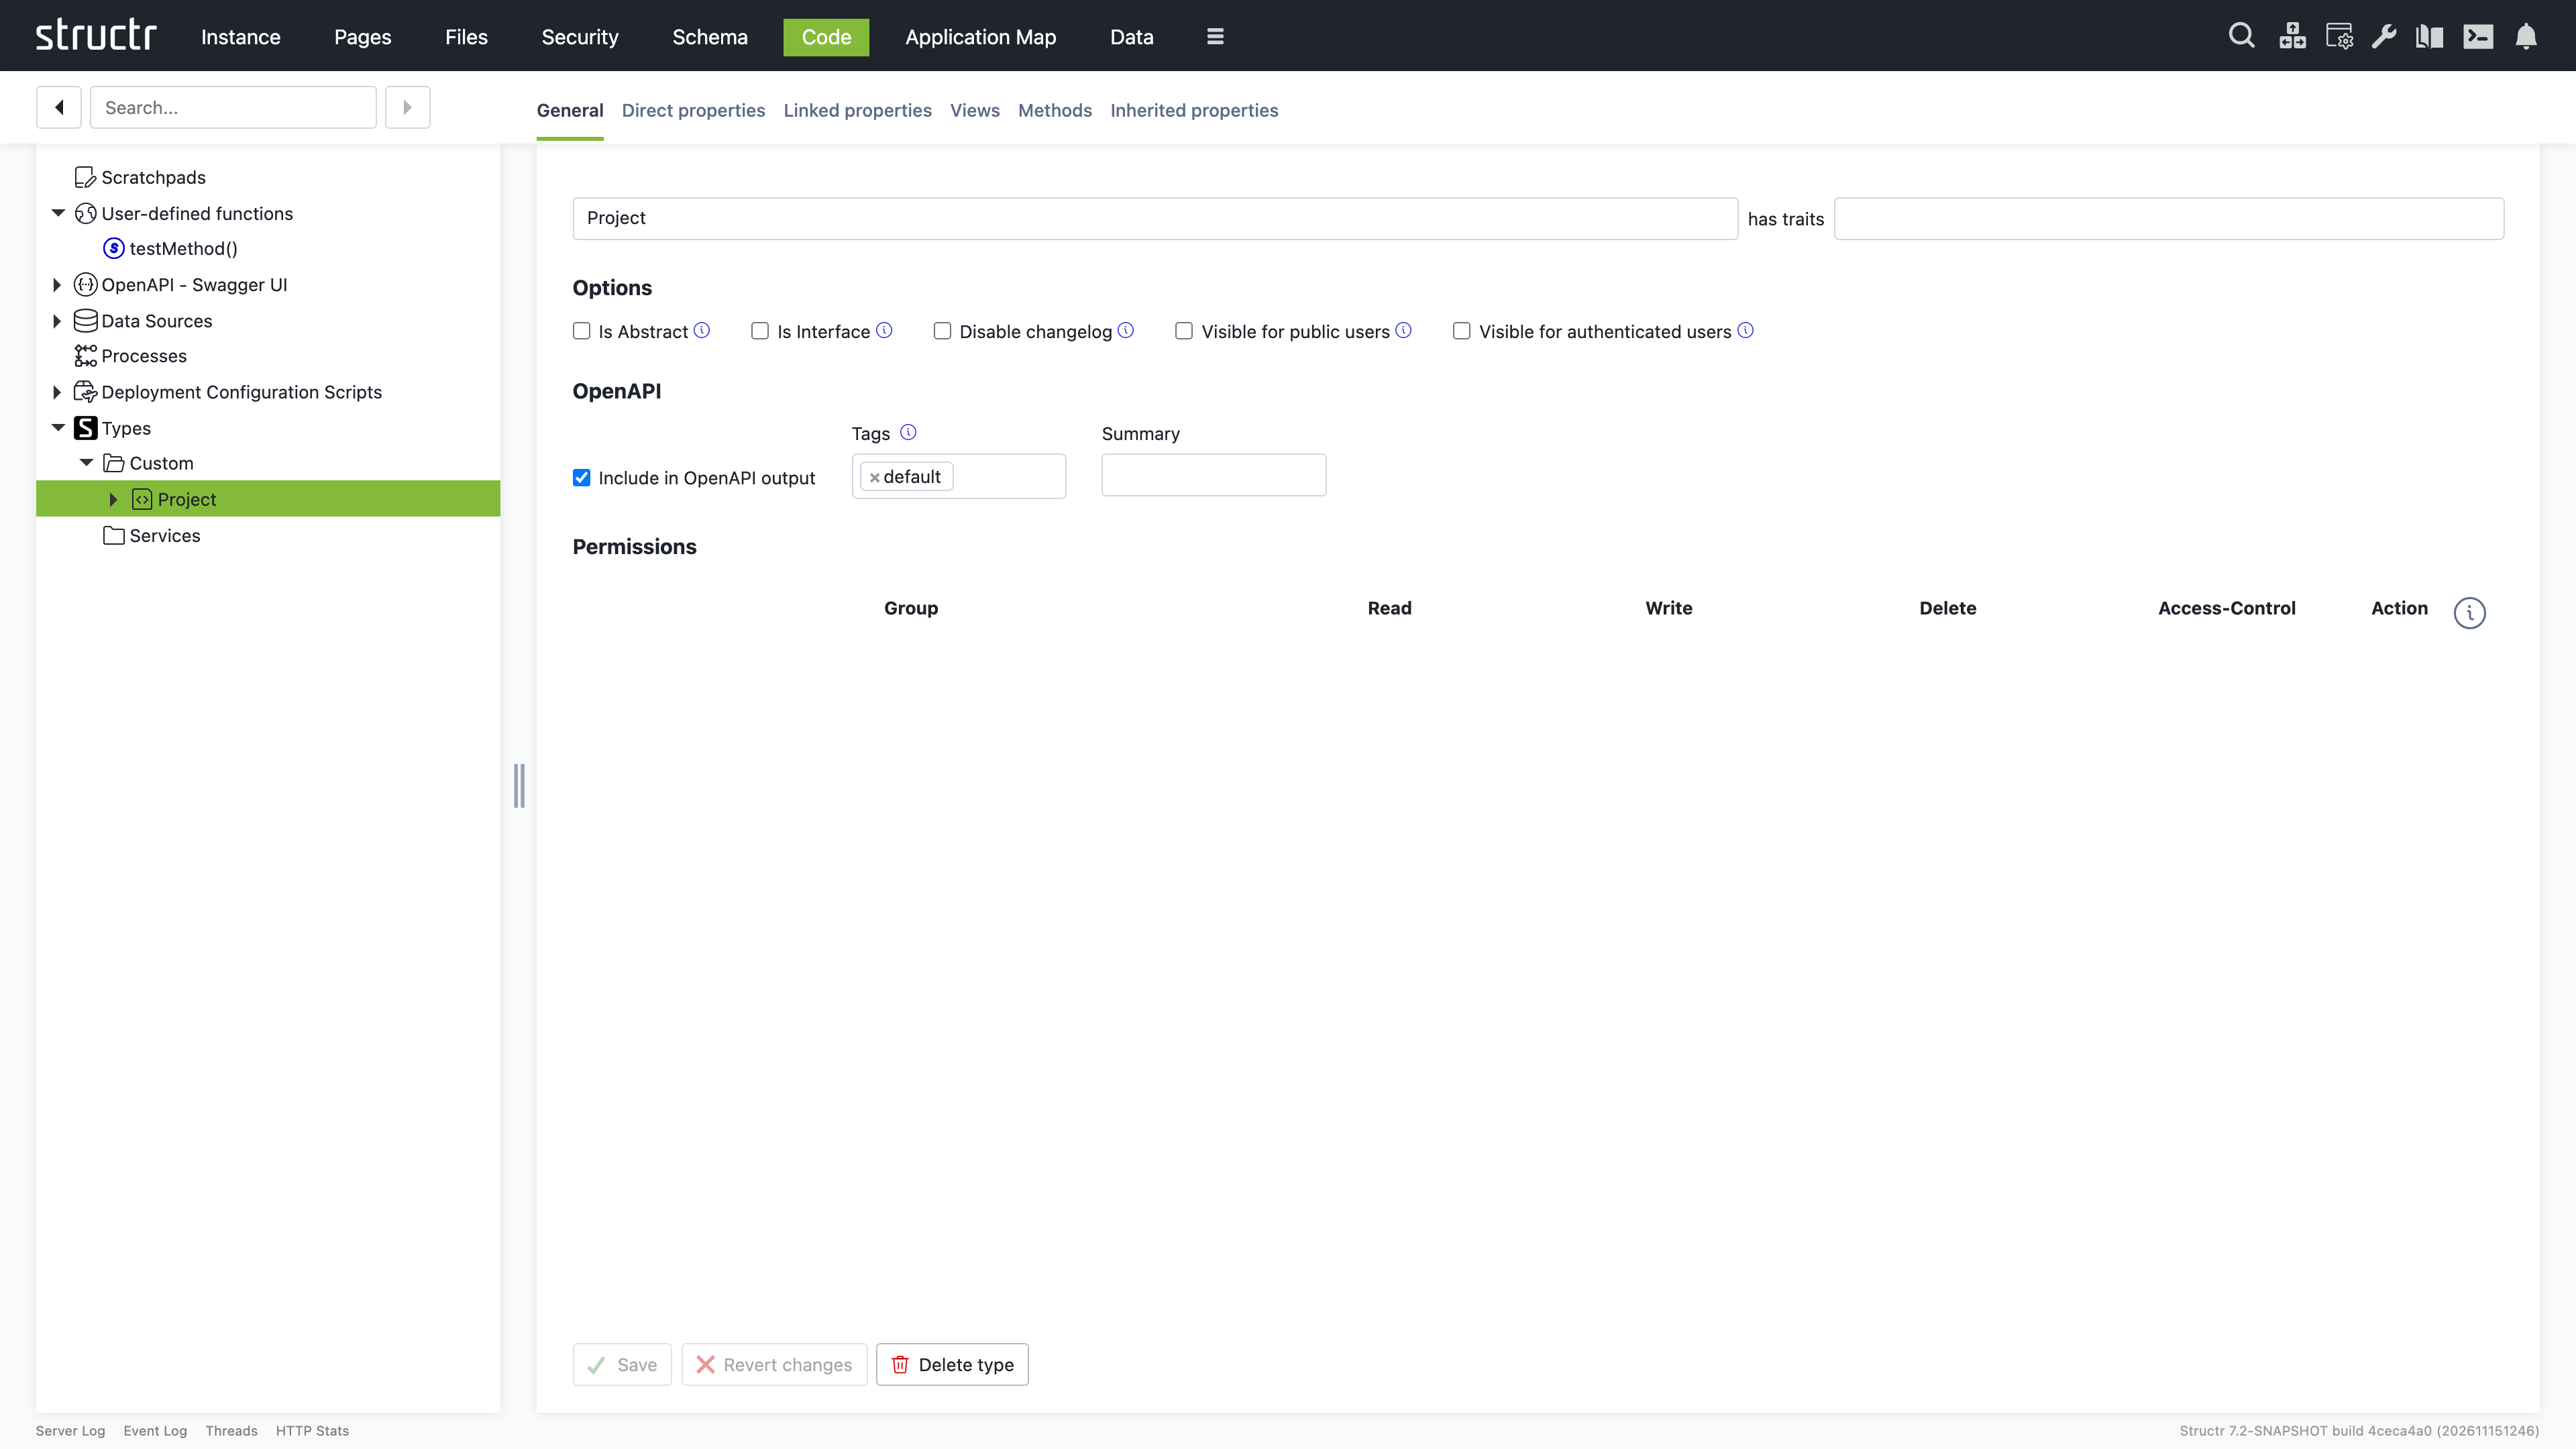 structr Instance Pages Files Security Schema Code Application Map Data
Search...
General Direct properties Linked properties Views Methods Inherited properties
Scratchpads
User-defined functions
testMethod()
OpenAPI - Swagger UI
Data Sources
Processes
Deployment Configuration Scripts
Types
Custom
Project
Services
Project has traits
Options
Is Abstract Is Interface Disable changelog Visible for public users Visible for authenticated users
OpenAPI
Tags Summary
Include in OpenAPI output × default
Permissions
Group Read Write Delete Access-Control Action
Save Revert changes Delete type
Server Log Event Log Threads HTTP Stats
Structr 7.2-SNAPSHOT build 4ceca4a0 (202611151246)